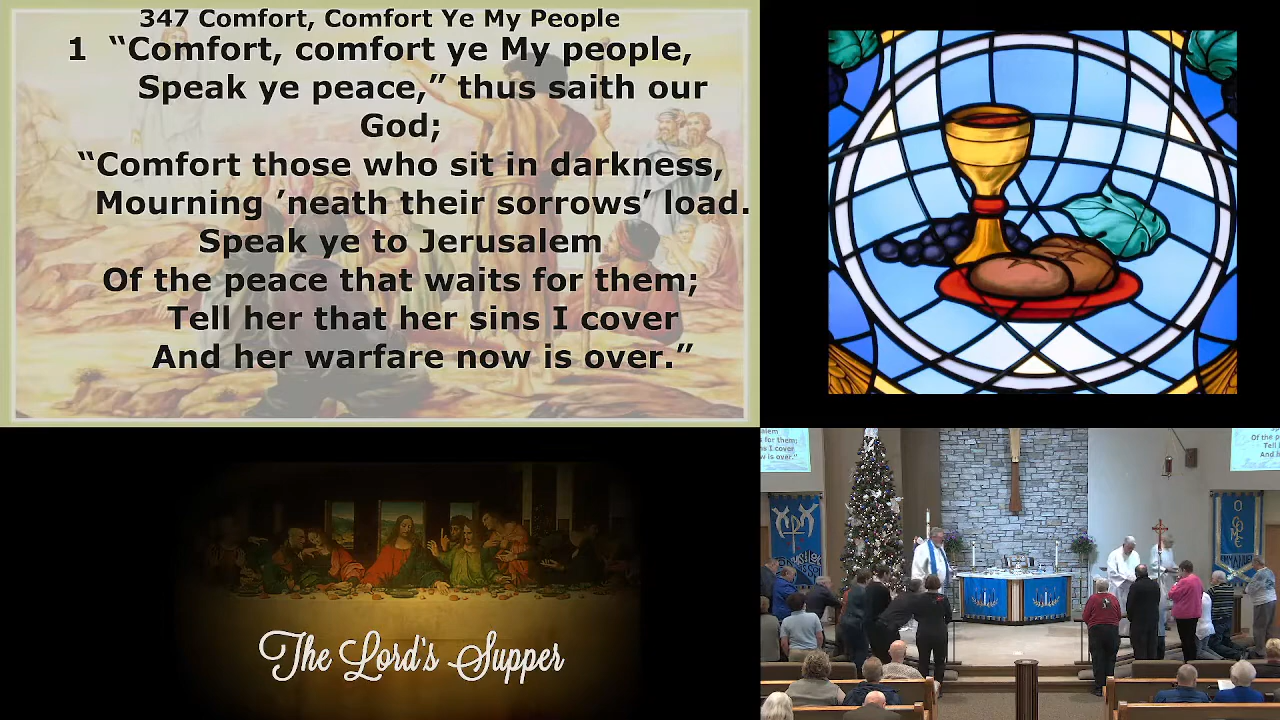 347 Comfort, Comfort Ye My People
1 “Comfort, comfort ye My people,
Speak ye peace,” thus saith our
God;
“Comfort those who sit in darkness,
Mourning ’neath their sorrows’ load.
Speak ye to Jerusalem
Of the peace that waits for them;
Tell her that her sins I cover
And her warfare now is over.”
The Lord's Supper